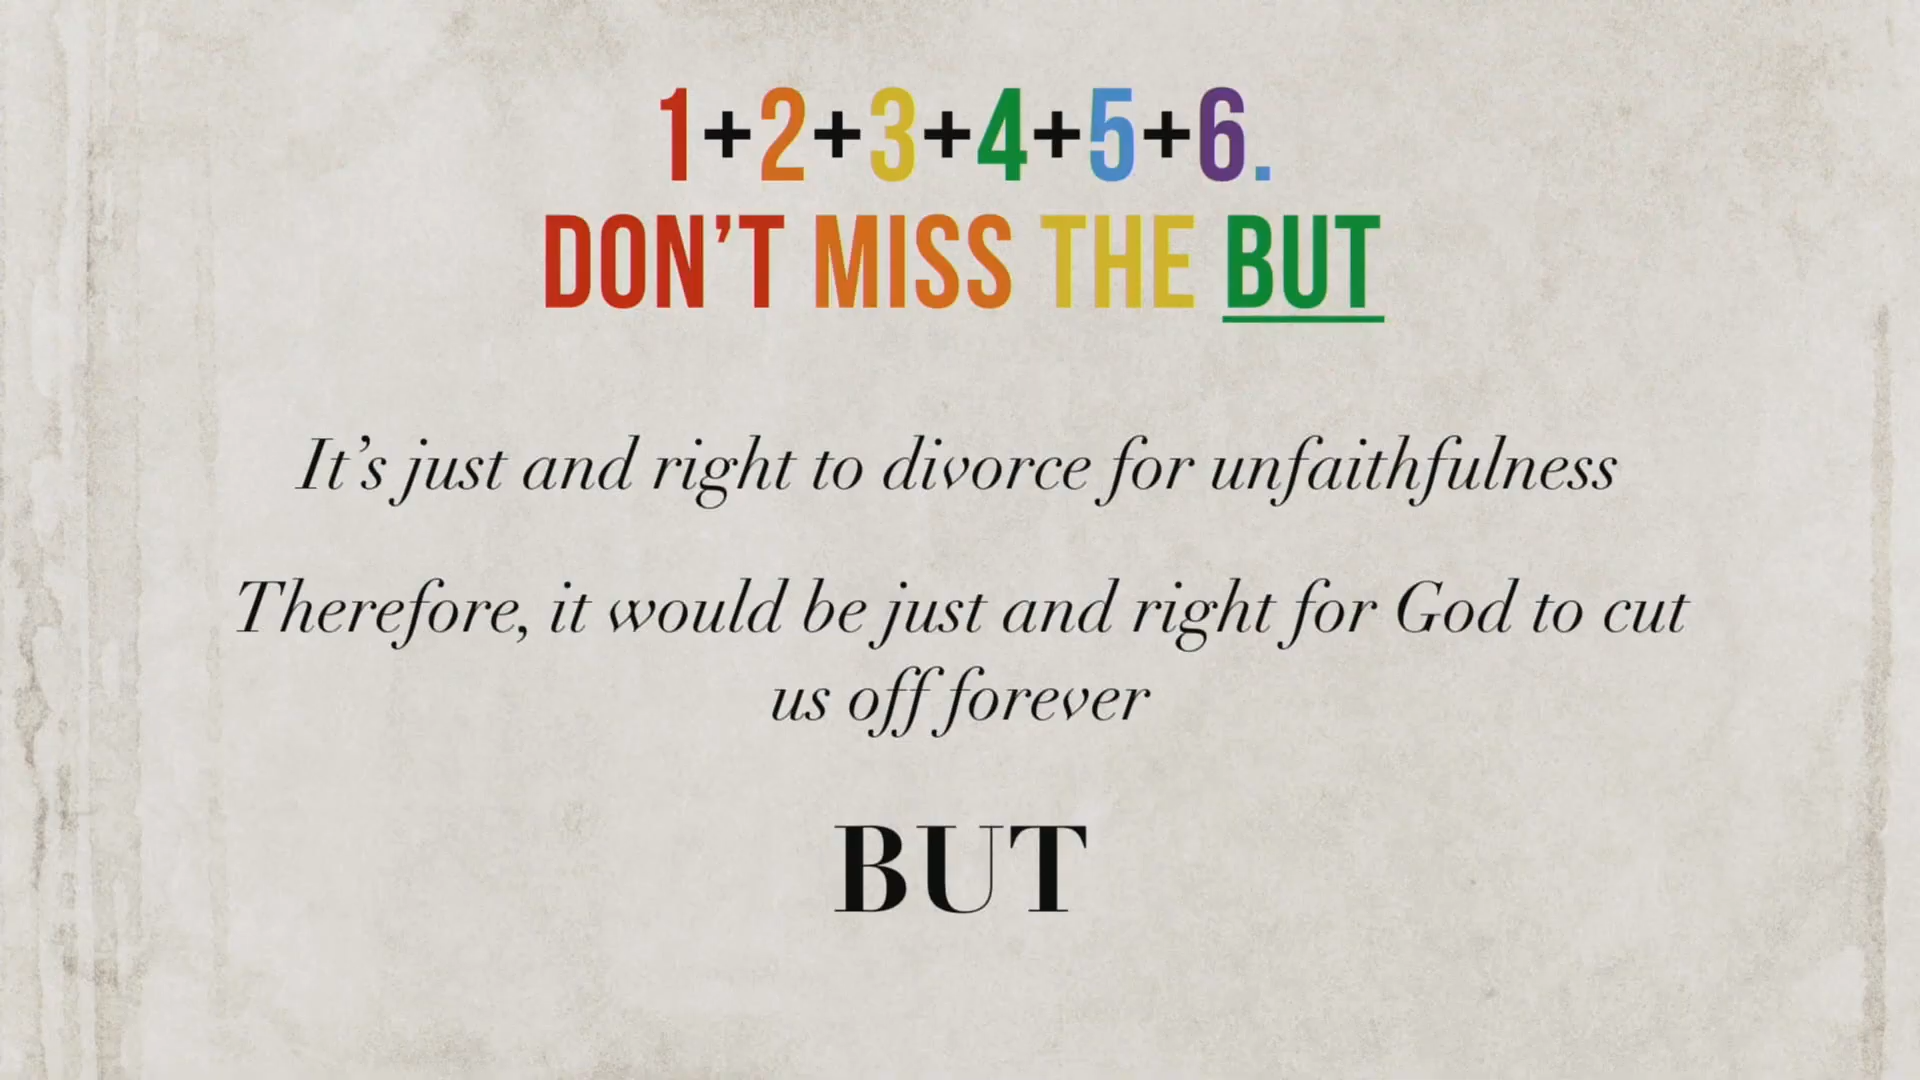 1+2+3+4+5+6.
DON’T MISS THE BUT
It’s just and right to divorce for unfaithfulness
Therefore, it would be just and right for God to cut
us off forever
BUT